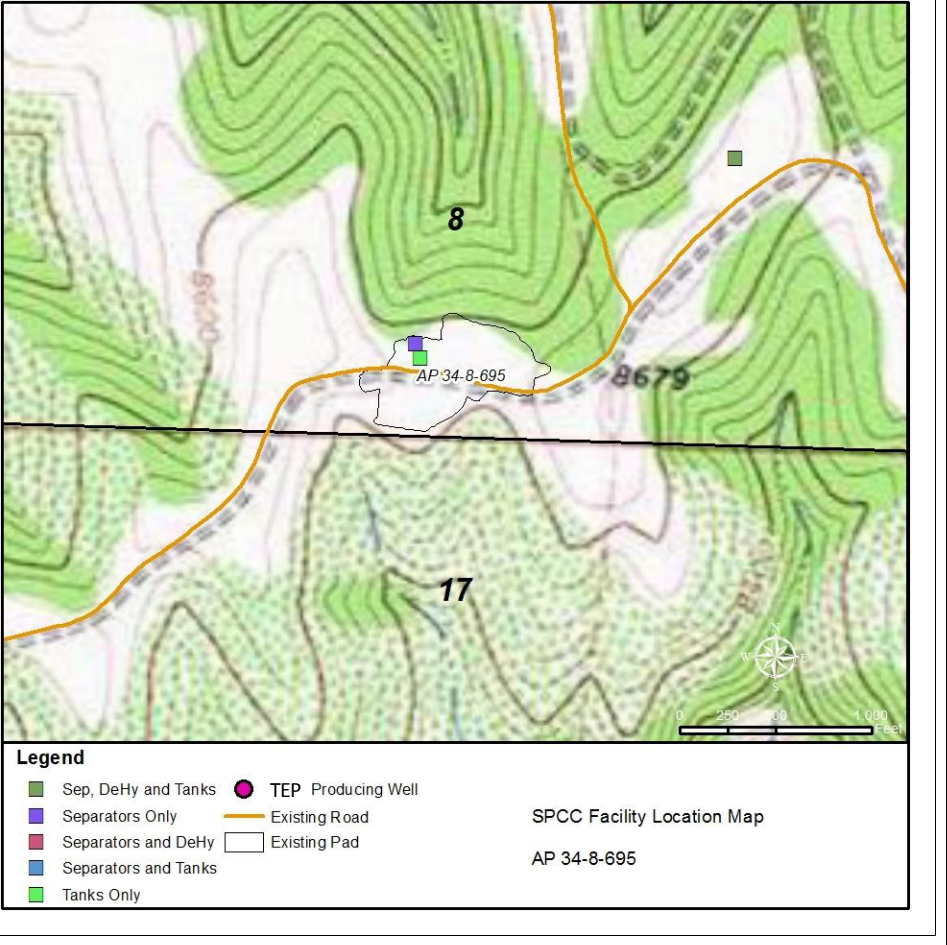 8
8600
AP 34-8-695
8679
17
N
W E
S
0 250 500 1,000
Feet
Legend
Sep, DeHy and Tanks
TEP Producing Well
Separators Only
Existing Road
SPCC Facility Location Map
Separators and DeHy
Existing Pad
AP 34-8-695
Separators and Tanks
Tanks Only